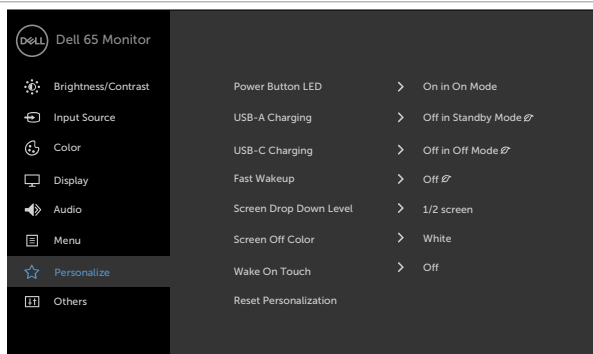 DELL Dell 65 Monitor
Brightness/Contrast
Input Source
Color
Display
Audio
Menu
Personalize
Others
Power Button LED > On in On Mode
USB-A Charging > Off in Standby Mode
USB-C Charging > Off in Off Mode
Fast Wakeup > Off
Screen Drop Down Level > 1/2 screen
Screen Off Color > White
Wake On Touch > Off
Reset Personalization